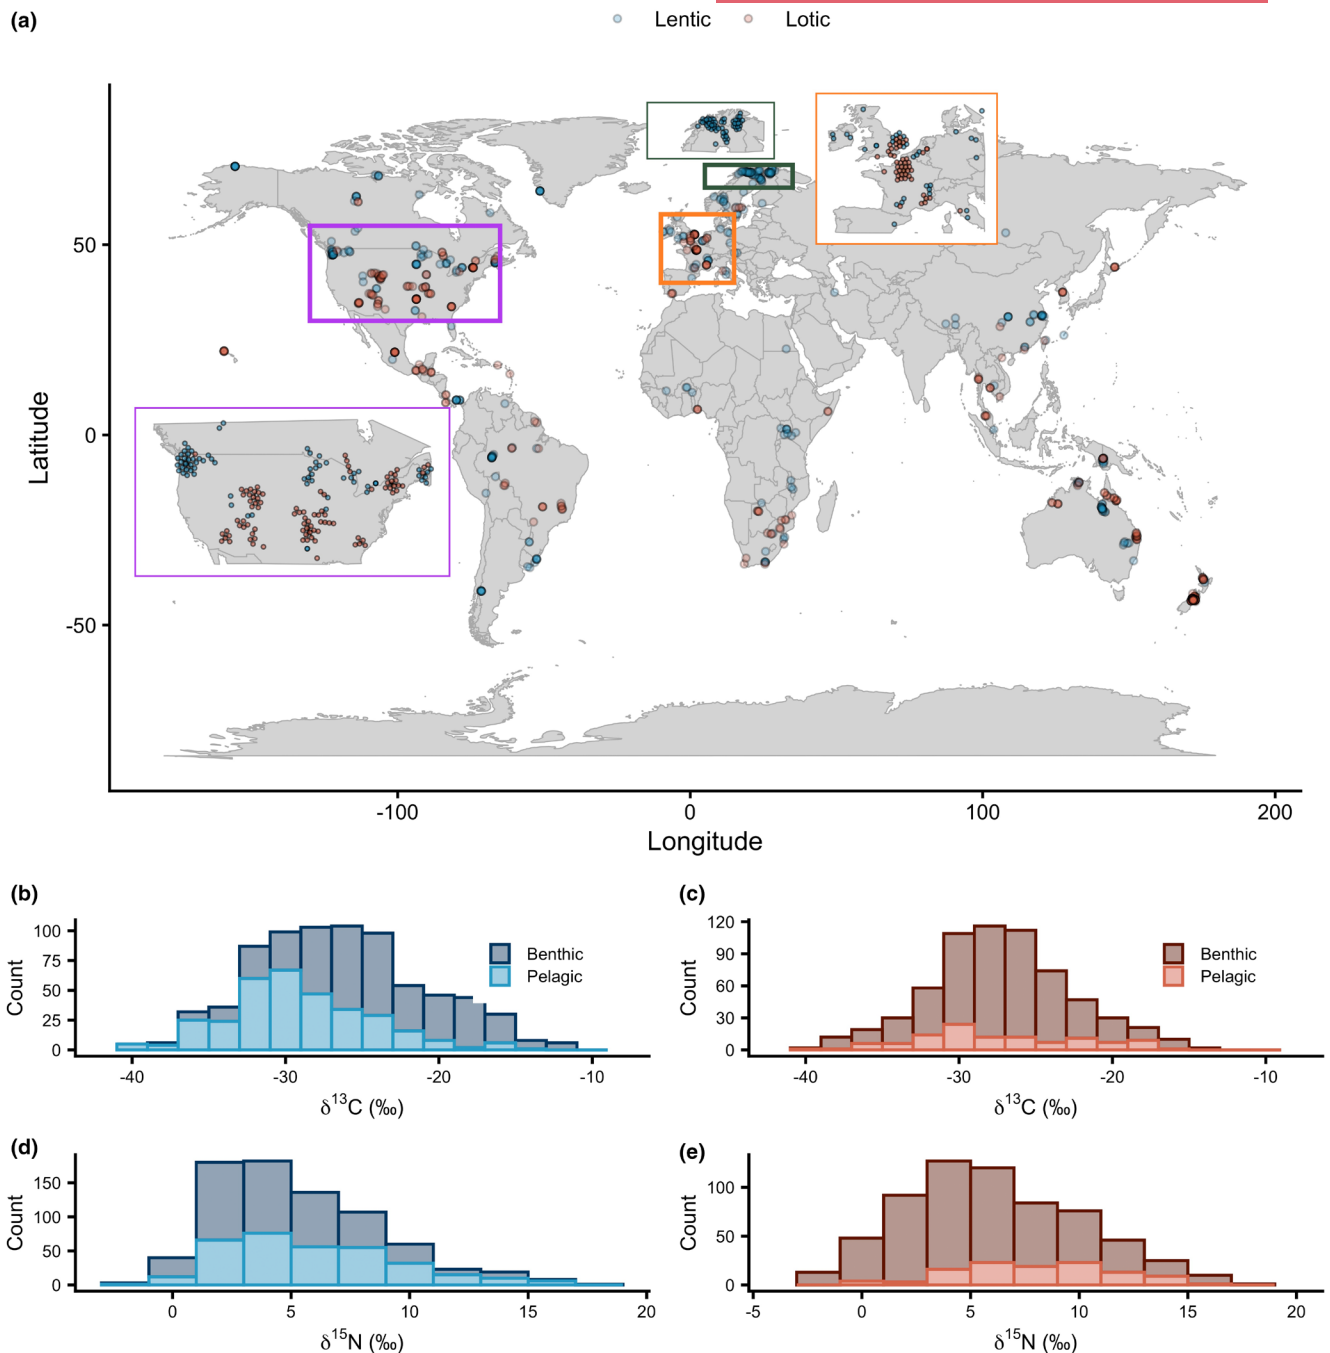 (a)
Lentic Lotic
50
0
-50
Latitude
-100 0 100 200
Longitude
(b)
100
75
50
25
0
Count
Benthic
Pelagic
-40 -30 -20 -10
δ13C (‰)
(c)
120
90
60
30
0
Count
Benthic
Pelagic
-40 -30 -20 -10
δ13C (‰)
(d)
150
100
50
0
Count
0 5 10 15 20
δ15N (‰)
(e)
100
50
0
Count
-5 0 5 10 15 20
δ15N (‰)